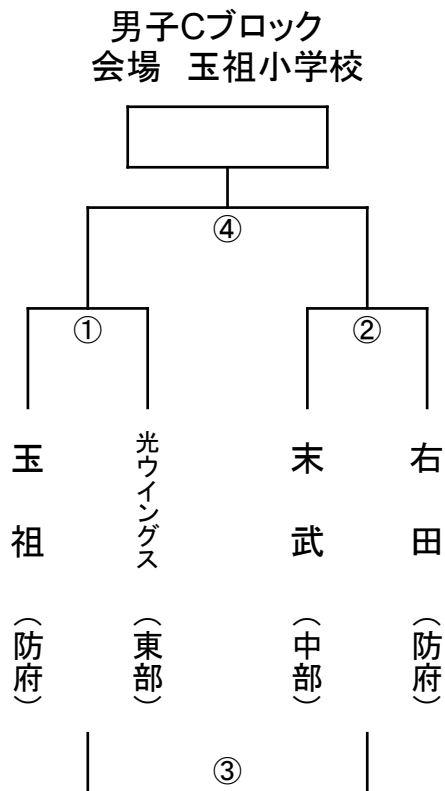 男子Cブロック
会場 玉祖小学校
④
①
②
玉祖(防府)
光ウイングス(東部)
末武(中部)
右田(防府)
③